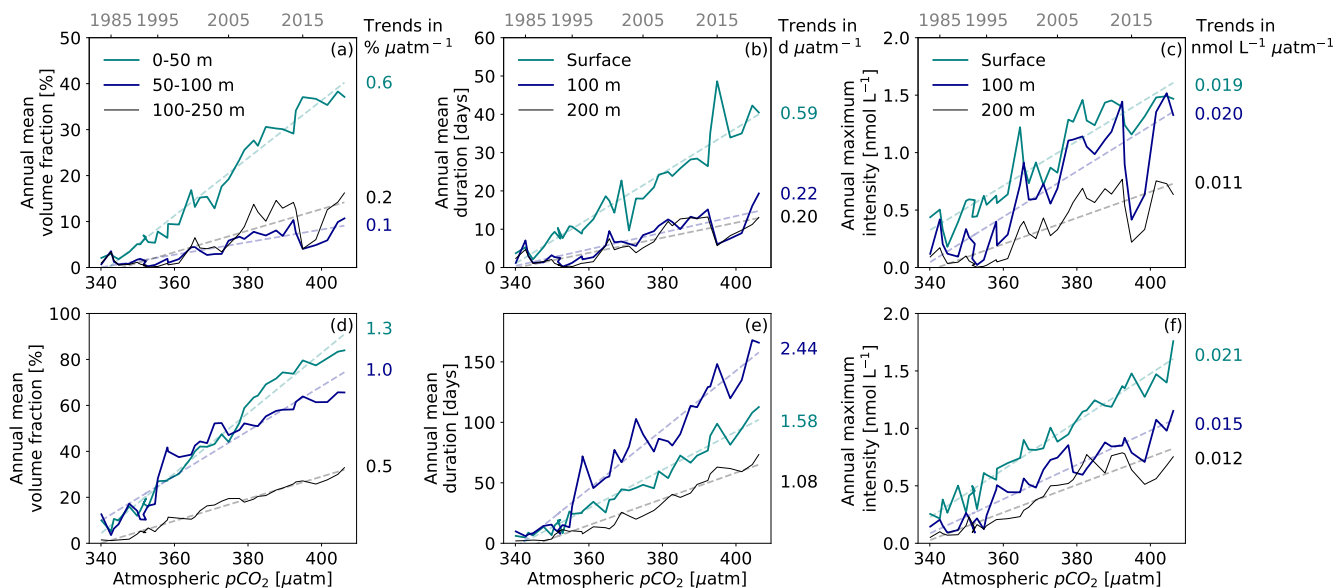 1985 1995 2005 2015
Trends in
% μatm⁻¹
1985 1995 2005 2015
Trends in
d μatm⁻¹
1985 1995 2005 2015
Trends in
nmol L⁻¹ μatm⁻¹
Annual mean
volume fraction [%]
50
40
30
20
10
0
0-50 m
50-100 m
100-250 m
(a)
0.6
0.2
0.1
340 360 380 400
Annual mean
duration [days]
60
50
40
30
20
10
0
Surface
100 m
200 m
(b)
0.59
0.22
0.20
340 360 380 400
Annual maximum
intensity [nmol L⁻¹]
2.0
1.5
1.0
0.5
0.0
Surface
100 m
200 m
(c)
0.019
0.020
0.011
340 360 380 400
Annual mean
volume fraction [%]
100
80
60
40
20
0
(d)
1.3
1.0
0.5
340 360 380 400
Atmospheric pCO₂ [μatm]
Annual mean
duration [days]
150
100
50
0
(e)
2.44
1.58
1.08
340 360 380 400
Atmospheric pCO₂ [μatm]
Annual maximum
intensity [nmol L⁻¹]
2.0
1.5
1.0
0.5
0.0
(f)
0.021
0.015
0.012
340 360 380 400
Atmospheric pCO₂ [μatm]